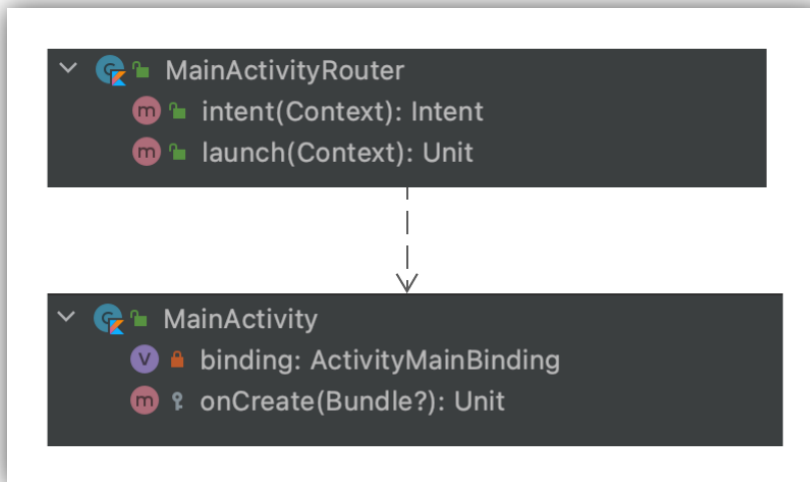 MainActivityRouter
m intent(Context): Intent
m launch(Context): Unit
MainActivity
v binding: ActivityMainBinding
m onCreate(Bundle?): Unit